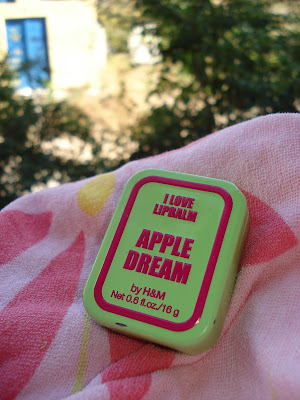 I LOVE
LIPBALM
APPLE
DREAM
by H&M
Net 0.6 fl.oz./16 g